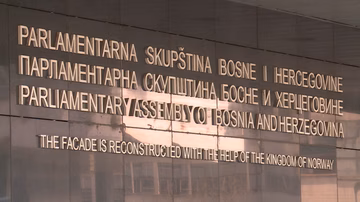 PARLAMENTARNA SKUPŠTINA BOSNE I HERCEGOVINE
ПАРЛАМЕНТАРНА СКУПШТИНА БОСНЕ И ХЕРЦЕГОВИНЕ
PARLIAMENTARY ASSEMBLY OF BOSNIA AND HERZEGOVINA
THE FACADE IS RECONSTRUCTED WITH THE HELP OF THE KINGDOM OF NORWAY